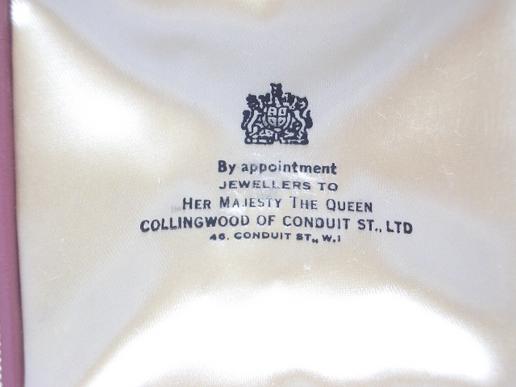 By appointment
JEWELLERS TO
HER MAJESTY THE QUEEN
COLLINGWOOD OF CONDUIT ST., LTD
46, CONDUIT ST., W.1